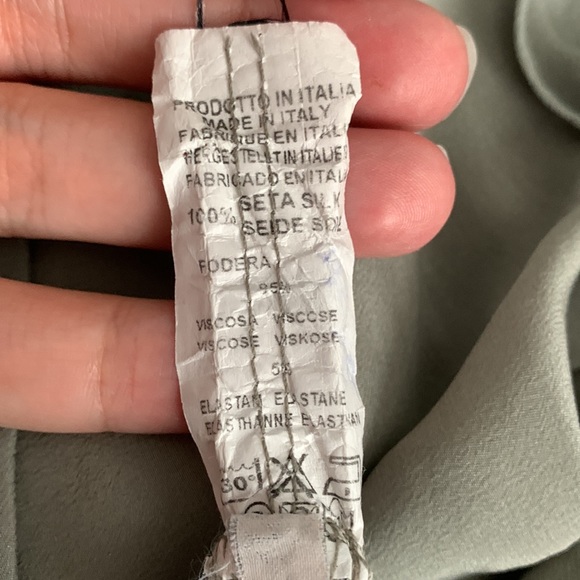 PRODOTTO IN ITALIA
MADE IN ITALY
FABRIQUE EN ITALIE
HERGESTELLT IN ITALIEN
FABRICADO EN ITALIA
100% SETA SILK
SEIDE SOIE
FODERA
95%
VISCOSA VISCOSE
VISCOSE VISKOSE
5%
ELASTAN ELASTANE
ELASTHANNE ELASTHAN
30°